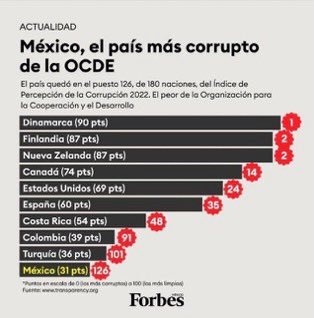 ACTUALIDAD
México, el país más corrupto
de la OCDE
El país quedó en el puesto 126, de 180 naciones, del Índice de
Percepción de la Corrupción 2022. El peor de la Organización para
la Cooperación y el Desarrollo
Dinamarca (90 pts) 1
Finlandia (87 pts) 2
Nueva Zelanda (87 pts) 2
Canadá (74 pts) 14
Estados Unidos (69 pts) 24
España (60 pts) 35
Costa Rica (54 pts) 48
Colombia (39 pts) 91
Turquía (36 pts) 101
México (31 pts) 126
*Puntos en escala de 0 (los más corruptos) a 100 (los más limpios)
Fuente: www.transparency.org
Forbes